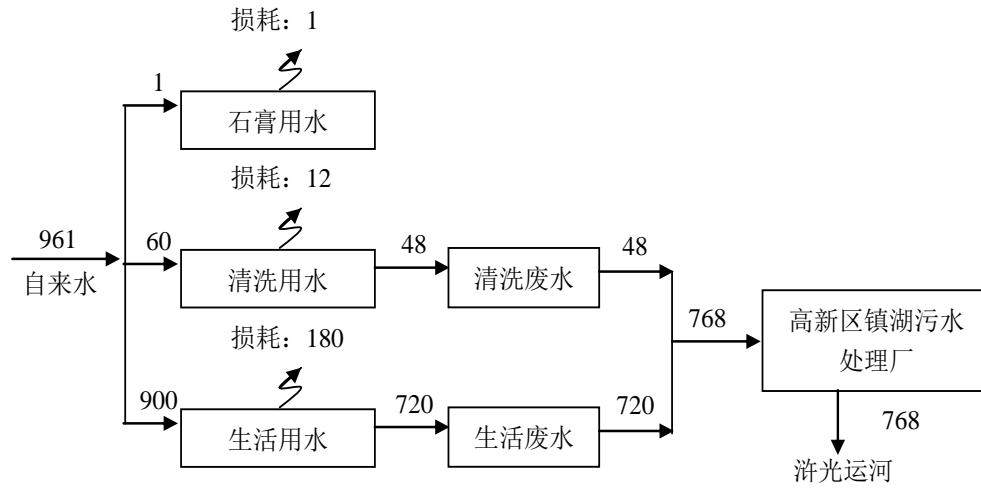 损耗：1
1
石膏用水
损耗：12
961
自来水
60
清洗用水
48
清洗废水
48
768
高新区镇湖污水
处理厂
损耗：180
900
生活用水
720
生活废水
720
768
浒光运河